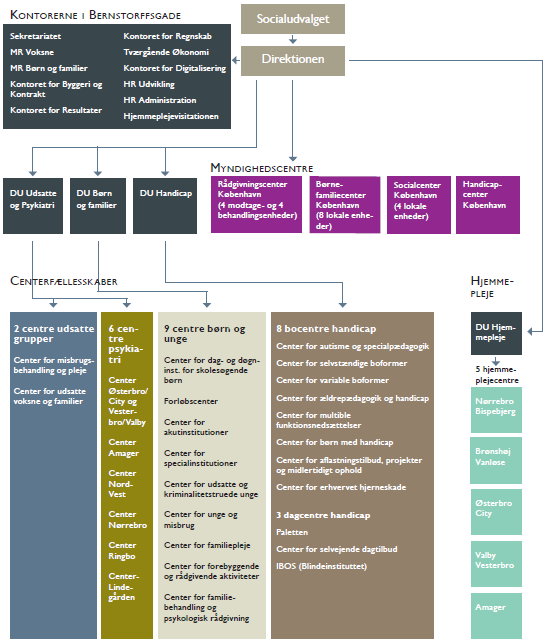 Kontorerne i Bernstorffsgade
Sekretariatet
MR Voksne
MR Børn og familier
Kontoret for Byggeri og
Kontrakt
Kontoret for Resultater
Kontoret for Regnskab
Tværgående Økonomi
Kontoret for Digitalisering
HR Udvikling
HR Administration
Hjemmeplejevisitationen
Socialudvalget
Direktionen
DU Udsatte
og Psykiatri
DU Børn
og familier
DU Handicap
Myndighedscentre
Rådgivningscenter
København
(4 modtage- og 4
behandlingsenheder)
Børne-
familiecenter
København
(8 lokale enhe-
der)
Socialcenter
København
(4 lokale
enheder)
Handicap-
center
København
Centerfællesskaber
2 centre udsatte
grupper
Center for misbrugs-
behandling og pleje
Center for udsatte
voksne og familier
6 cen-
tre
psykia-
tri
Center
Østerbro/
City og
Vester-
bro/Valby
Center
Amager
Center
Nord-
Vest
Center
Nørrebro
Center
Ringbo
Center-
Linde-
gården
9 centre børn og
unge
Center for dag- og døgn-
inst. for skolesøgende
børn
Forløbscenter
Center for
akutinstitutioner
Center for
specialinstitutioner
Center for udsatte og
kriminalitetstruede unge
Center for unge og
misbrug
Center for familiepleje
Center for forebyggende
og rådgivende aktiviteter
Center for familie-
behandling og
psykologisk rådgivning
8 bocentre handicap
Center for autisme og specialpædagogik
Center for selvstændige boformer
Center for variable boformer
Center for ældrepædagogik og handicap
Center for multible
funktionsnedsættelser
Center for børn med handicap
Center for aflastningstilbud, projekter
og midlertidigt ophold
Center for erhvervet hjerneskade
3 dagcentre handicap
Paletten
Center for selvejende dagtilbud
IBOS (Blindeinstituttet)
Hjemme-
pleje
DU Hjem-
mepleje
5 hjemme-
plejecentre
Nørrebro
Bispebjerg
Brønshøj
Vanløse
Østerbro
City
Valby
Vesterbro
Amager